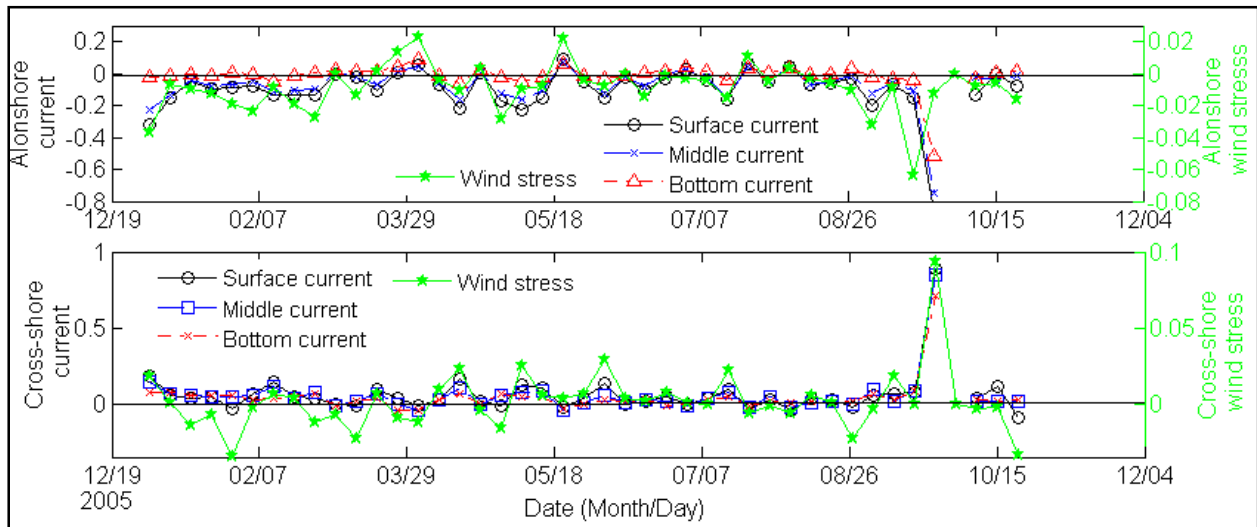 Alonshore current
0.2
0
-0.2
-0.4
-0.6
-0.8
Surface current
Middle current
Bottom current
Wind stress
0.02
0
-0.02
-0.04
-0.06
-0.08
Alonshore wind stress
12/19
02/07
03/29
05/18
07/07
08/26
10/15
12/04
Cross-shore current
1
0.5
0
Surface current
Middle current
Bottom current
Wind stress
0.1
0.05
0
Cross-shore wind stress
12/19
02/07
03/29
05/18
07/07
08/26
10/15
12/04
2005
Date (Month/Day)